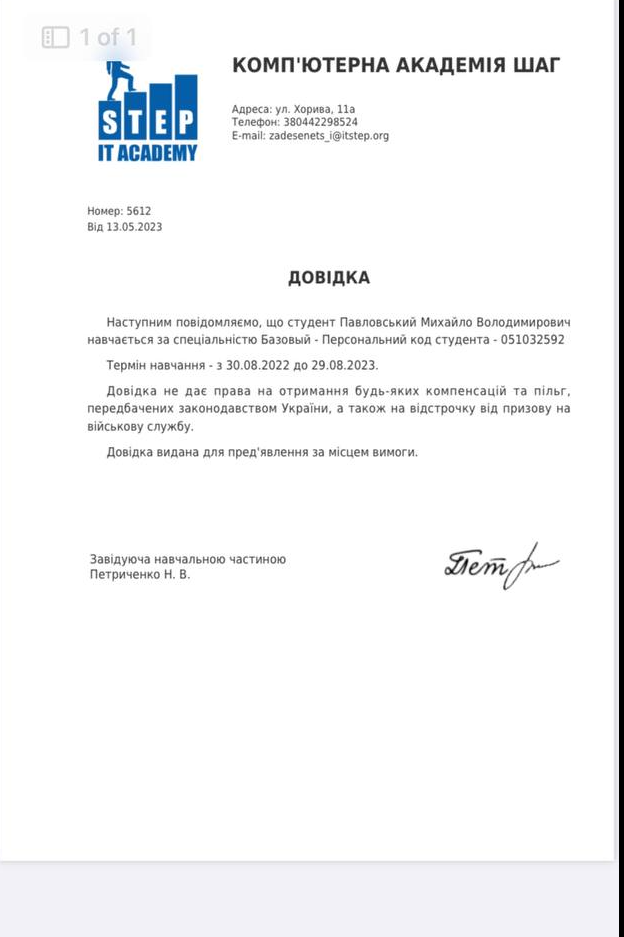 1 of 1
КОМП'ЮТЕРНА АКАДЕМІЯ ШАГ
STEP
IT ACADEMY
Адреса: ул. Хорива, 11а
Телефон: 380442298524
E-mail: zadesenets_i@itstep.org
Номер: 5612
Від 13.05.2023
ДОВІДКА
Наступним повідомляємо, що студент Павловський Михайло Володимирович
навчається за спеціальністю Базовый - Персональний код студента - 051032592
Термін навчання - з 30.08.2022 до 29.08.2023.
Довідка не дає права на отримання будь-яких компенсацій та пільг,
передбачених законодавством України, а також на відстрочку від призову на
військову службу.
Довідка видана для пред'явлення за місцем вимоги.
Завідуюча навчальною частиною
Петриченко Н. В.